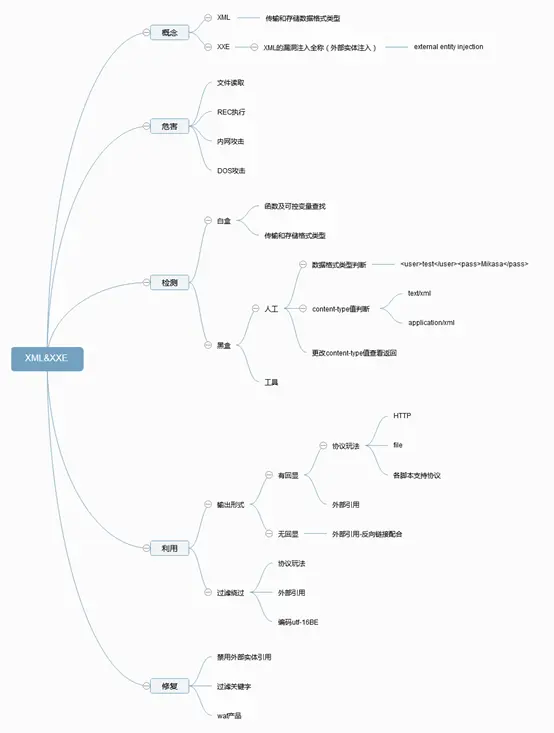 XML&XXE
概念
XML
传输和存储数据格式类型
XXE
XML的漏洞注入全称（外部实体注入）
external entity injection
危害
文件读取
REC执行
内网攻击
DOS攻击
检测
白盒
函数及可控变量查找
传输和存储格式类型
黑盒
人工
数据格式类型判断
<user>test</user><pass>Mikasa</pass>
content-type值判断
text/xml
application/xml
更改content-type值查看返回
工具
利用
输出形式
有回显
协议玩法
HTTP
file
各脚本支持协议
外部引用
无回显
外部引用-反向链接配合
过滤绕过
协议玩法
外部引用
编码utf-16BE
修复
禁用外部实体引用
过滤关键字
waf产品